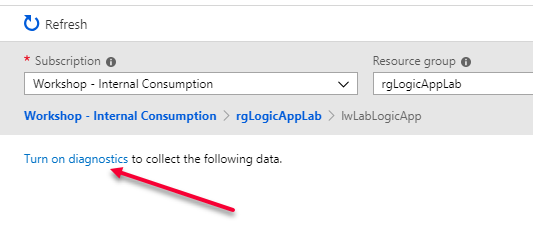 Refresh
* Subscription
Resource group
Workshop - Internal Consumption
rgLogicAppLab
Workshop - Internal Consumption > rgLogicAppLab > lwLabLogicApp
Turn on diagnostics to collect the following data.